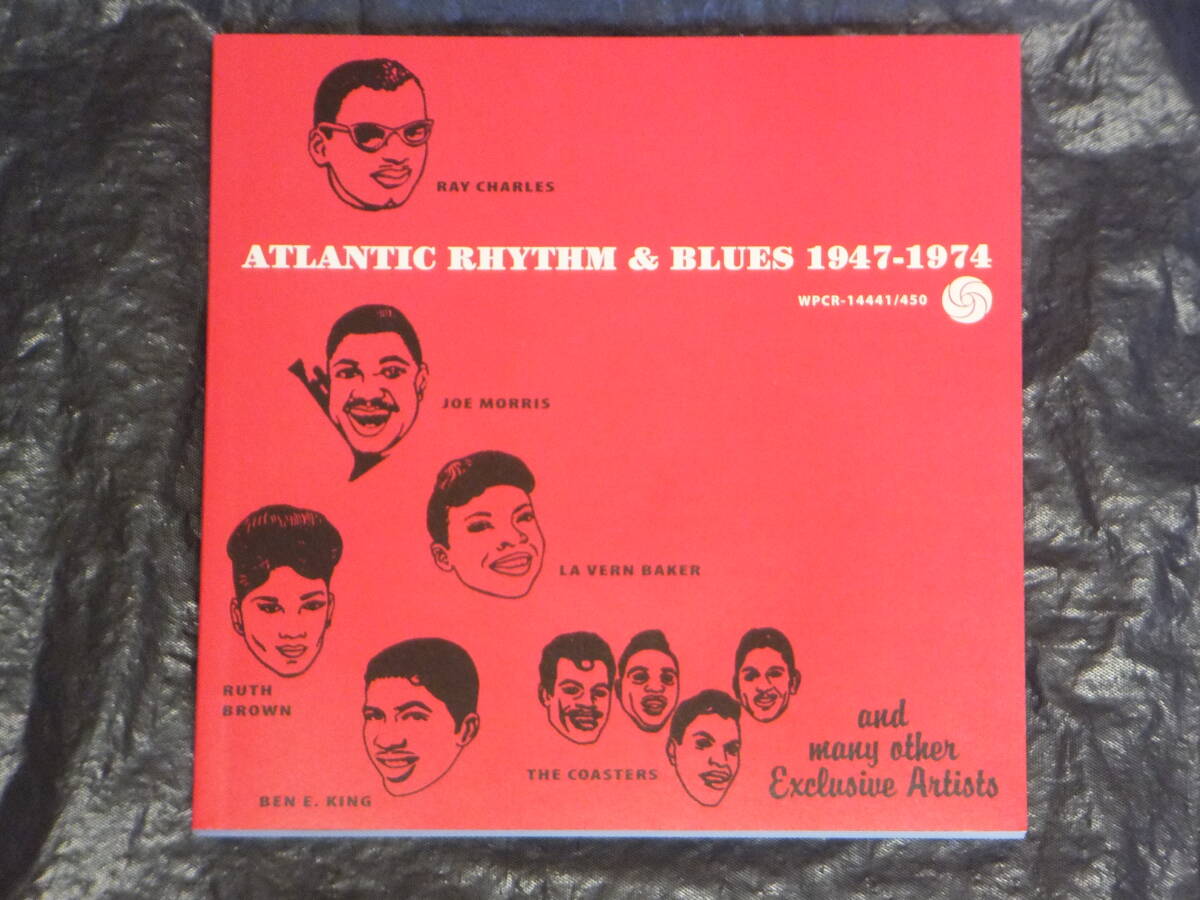 RAY CHARLES
ATLANTIC RHYTHM & BLUES 1947-1974
WPCR-14441/450
JOE MORRIS
LA VERN BAKER
RUTH
BROWN
BEN E. KING
THE COASTERS
and
many other
Exclusive Artists